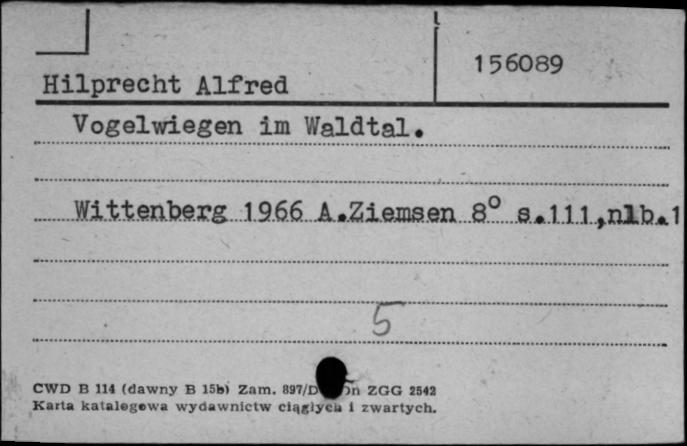 156089
Hilprecht Alfred
Vogelwiegen im Waldtal.
Wittenberg 1966 A.Ziemsen 8° s.111,nlb.1
5
CWD B 114 (dawny B 15b) Zam. 897/D ZGG 2542
Karta katalogowa wydawnictw ciągłych i zwartych.